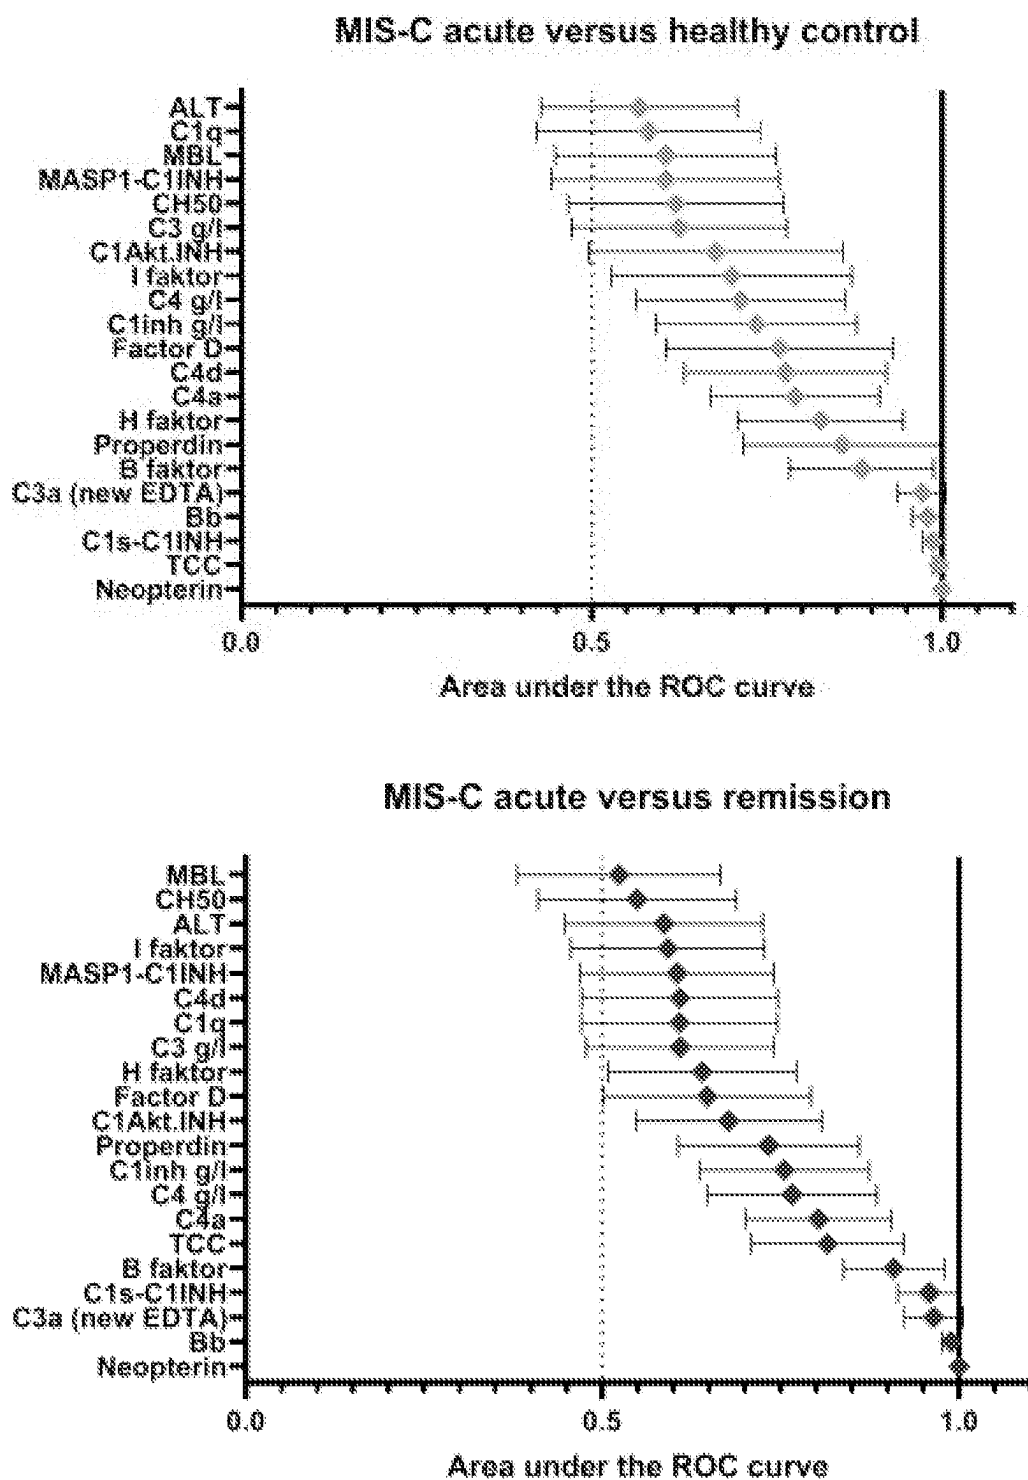 MIS-C acute versus healthy control
ALT
C1q
MBL
MASP1-C1INH
CH50
C3 g/l
C1Akt.INH
I faktor
C4 g/l
C1inh g/l
Factor D
C4d
C4a
H faktor
Properdin
B faktor
C3a (new EDTA)
Bb
C1s-C1INH
TCC
Neopterin
0.0 0.5 1.0
Area under the ROC curve
MIS-C acute versus remission
MBL
CH50
ALT
I faktor
MASP1-C1INH
C4d
C1q
C3 g/l
H faktor
Factor D
C1Akt.INH
Properdin
C1inh g/l
C4 g/l
C4a
TCC
B faktor
C1s-C1INH
C3a (new EDTA)
Bb
Neopterin
0.0 0.5 1.0
Area under the ROC curve